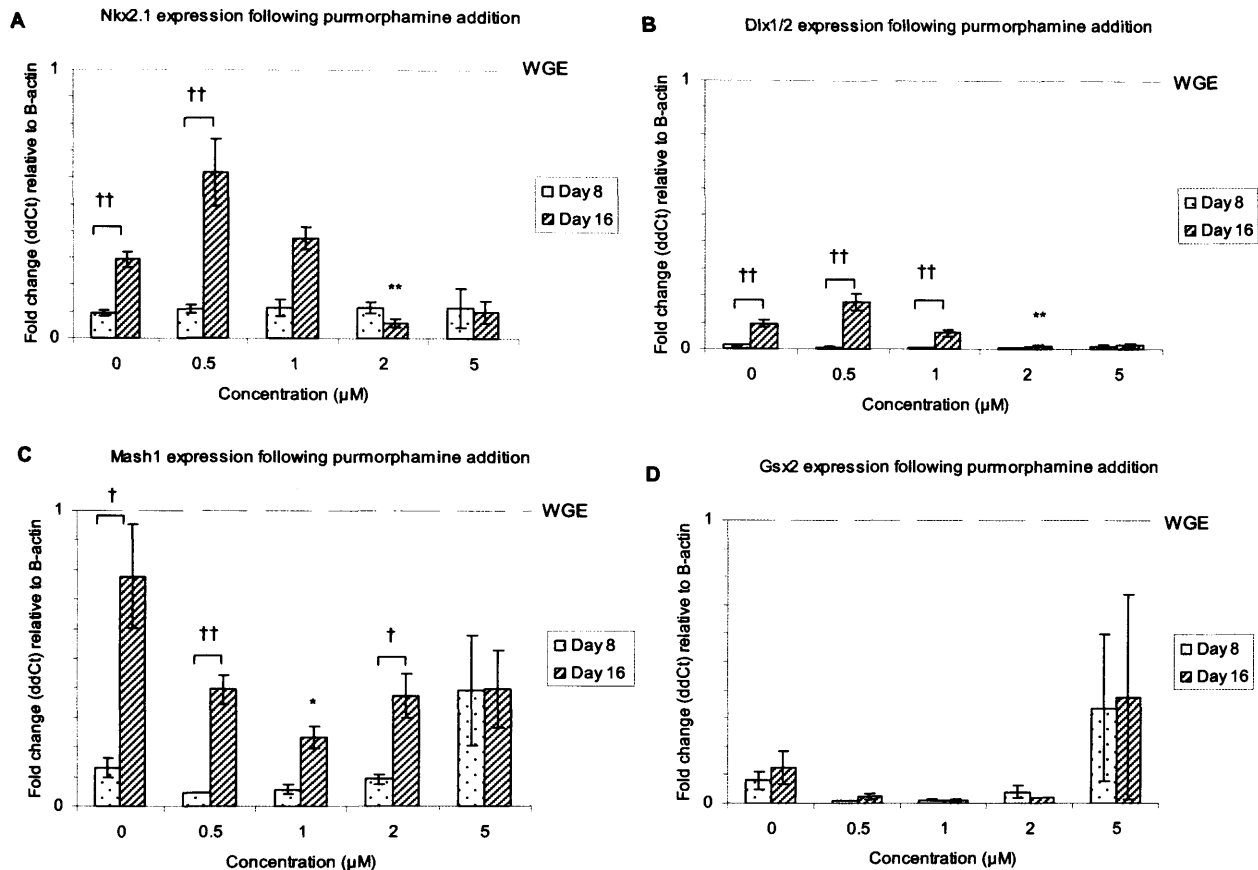 A
Nkx2.1 expression following purmorphamine addition
Fold change (ddCt) relative to B-actin
1
0
WGE
††
††
**
Day 8
Day 16
0 0.5 1 2 5
Concentration (µM)
B
Dlx1/2 expression following purmorphamine addition
Fold change (ddCt) relative to B-actin
1
0
WGE
††
††
††
**
Day 8
Day 16
0 0.5 1 2 5
Concentration (µM)
C
Mash1 expression following purmorphamine addition
Fold change (ddCt) relative to B-actin
1
0
WGE
†
††
*
†
Day 8
Day 16
0 0.5 1 2 5
Concentration (µM)
D
Gsx2 expression following purmorphamine addition
Fold change (ddCt) relative to B-actin
1
0
WGE
Day 8
Day 16
0 0.5 1 2 5
Concentration (µM)